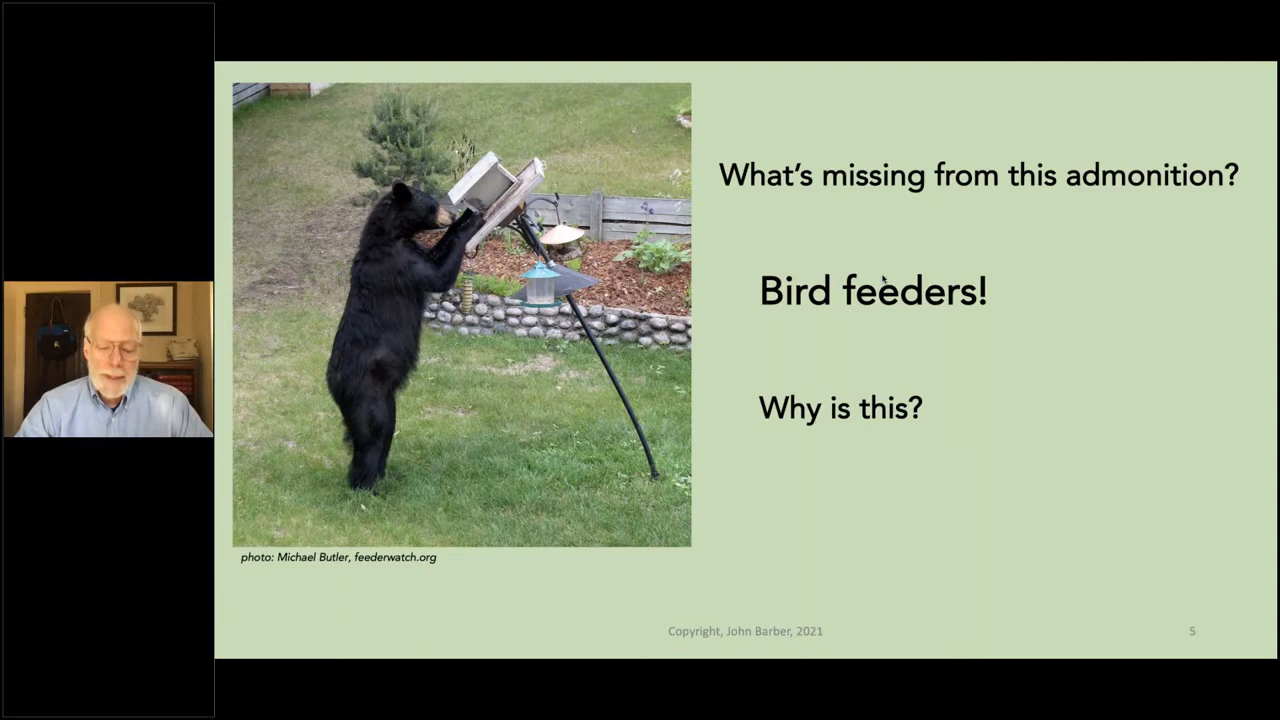 What's missing from this admonition?
Bird feeders!
Why is this?
photo: Michael Butler, feederwatch.org
Copyright, John Barber, 2021
5